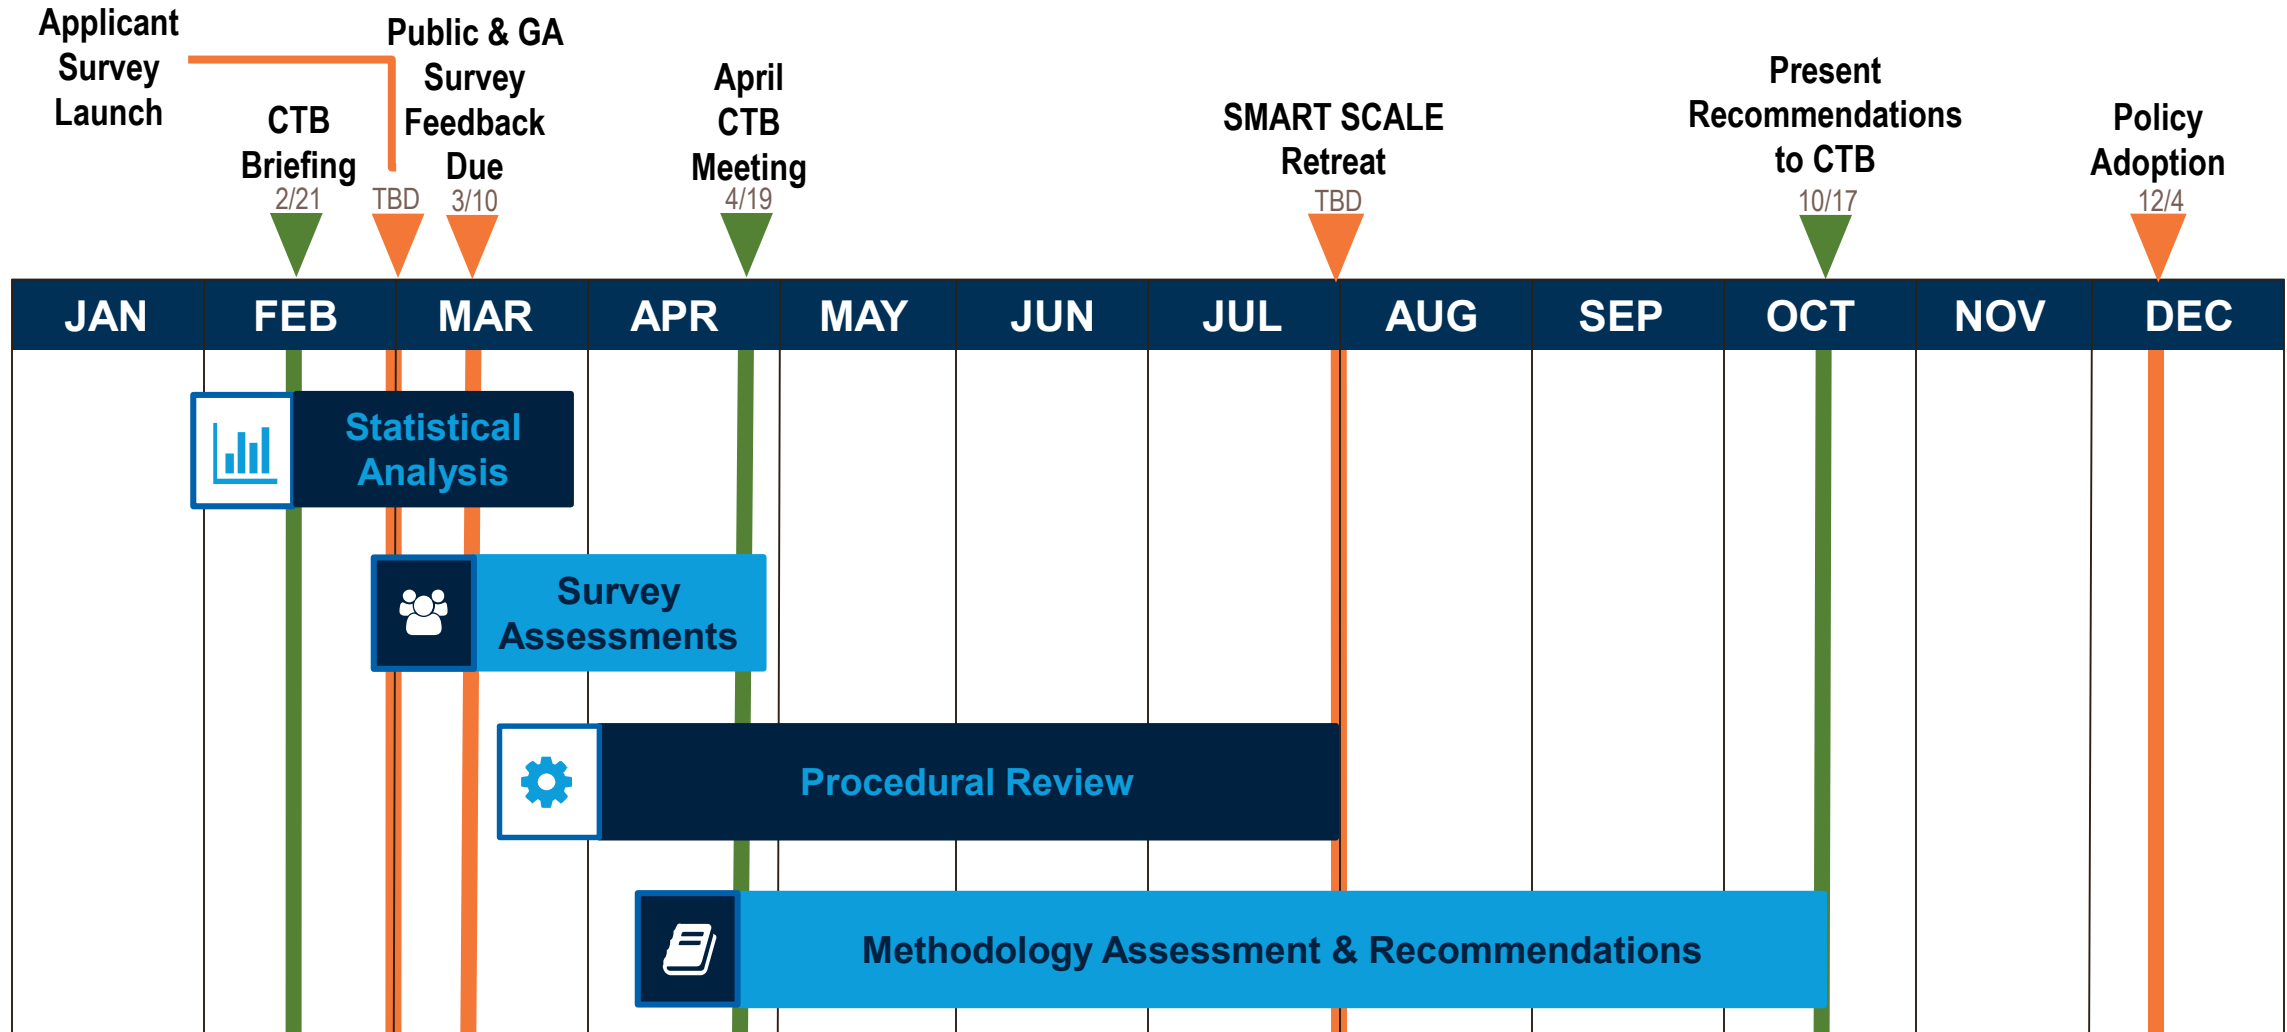 Applicant
Survey
Launch
CTB
Briefing
2/21
TBD
Public & GA
Survey
Feedback
Due
3/10
April
CTB
Meeting
4/19
SMART SCALE
Retreat
TBD
Present
Recommendations
to CTB
10/17
Policy
Adoption
12/4
JAN FEB MAR APR MAY JUN JUL AUG SEP OCT NOV DEC
Statistical
Analysis
Survey
Assessments
Procedural Review
Methodology Assessment & Recommendations